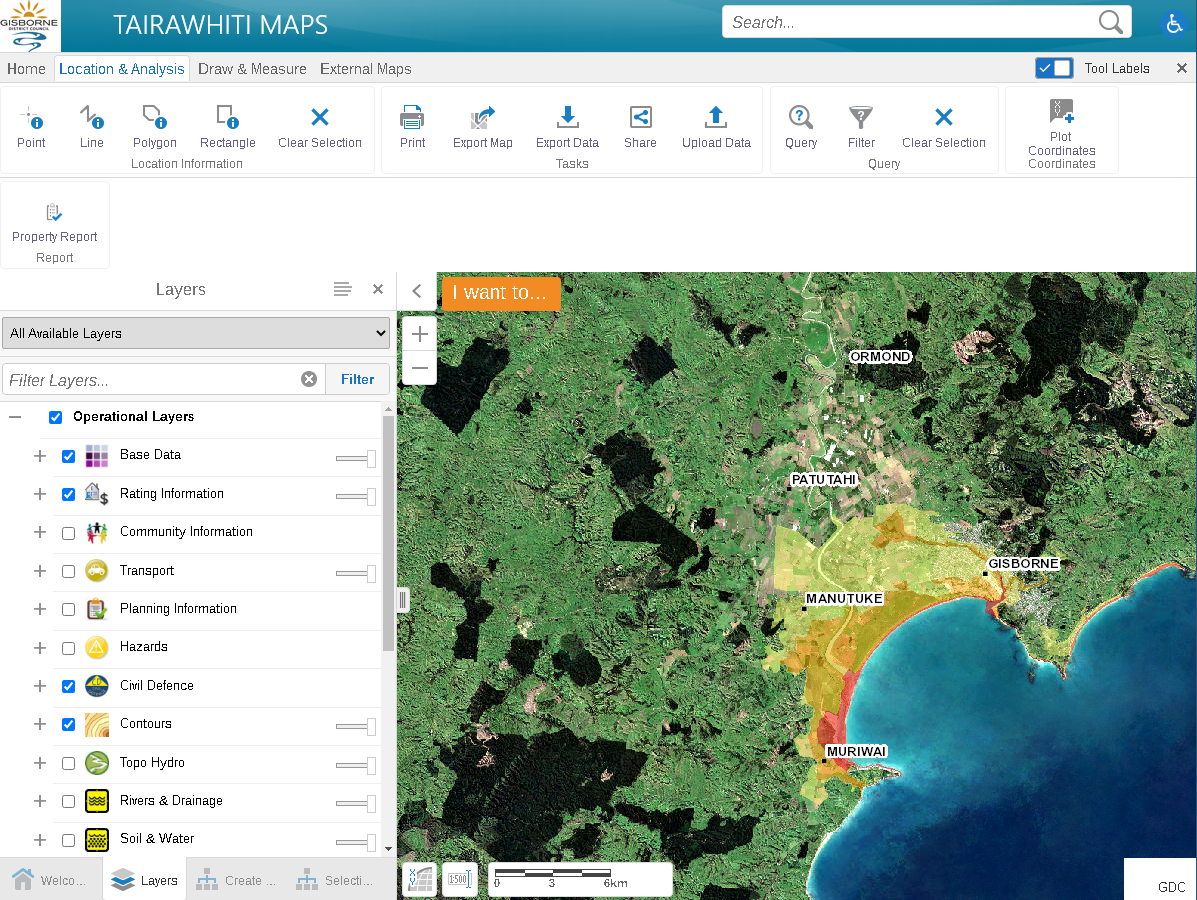 GISBORNE
DISTRICT COUNCIL
TAIRAWHITI MAPS
Search...
Home
Location & Analysis
Draw & Measure
External Maps
Tool Labels
Point
Line
Polygon
Rectangle
Clear Selection
Location Information
Print
Export Map
Export Data
Share
Upload Data
Tasks
Query
Filter
Clear Selection
Query
Plot
Coordinates
Coordinates
Property Report
Report
Layers
I want to...
All Available Layers
Filter Layers...
Filter
Operational Layers
Base Data
Rating Information
Community Information
Transport
Planning Information
Hazards
Civil Defence
Contours
Topo Hydro
Rivers & Drainage
Soil & Water
ORMOND
PATUTAHI
GISBORNE
MANUTUKE
MURIWAI
Welco...
Layers
Create ...
Selecti...
1:500
0 3 6km
GDC